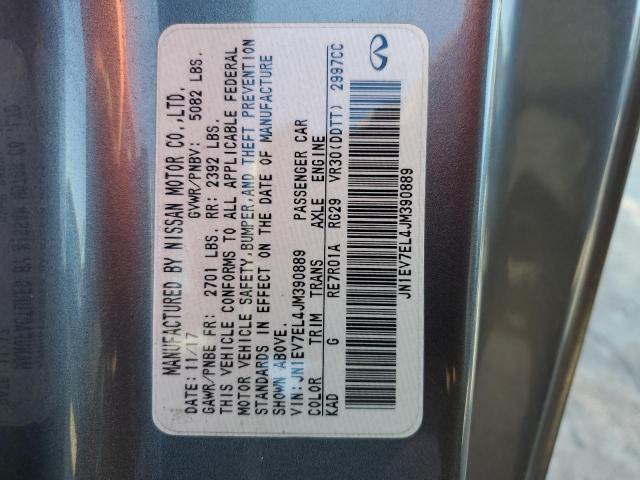 MANUFACTURED BY NISSAN MOTOR CO.,LTD.
DATE: 11/17 GVWR/PNBV: 5082 LBS.
GAWR/PNBE FR: 2701 LBS. RR: 2392 LBS.
THIS VEHICLE CONFORMS TO ALL APPLICABLE FEDERAL
MOTOR VEHICLE SAFETY,BUMPER,AND THEFT PREVENTION
STANDARDS IN EFFECT ON THE DATE OF MANUFACTURE
SHOWN ABOVE.
VIN: JN1EV7EL4JM390889 PASSENGER CAR
COLOR TRIM TRANS AXLE ENGINE
KAD G RE7R01A RG29 VR30(DDTT) 2997CC
JN1EV7EL4JM390889